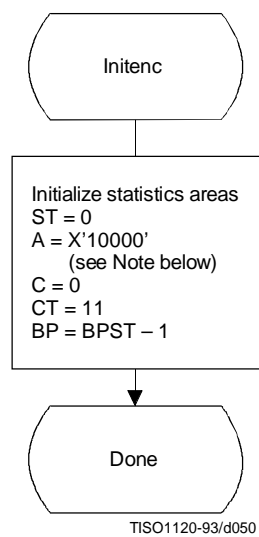 Initenc
Initialize statistics areas
ST = 0
A = X’10000’
(see Note below)
C = 0
CT = 11
BP = BPST – 1
Done
TISO1120-93/d050